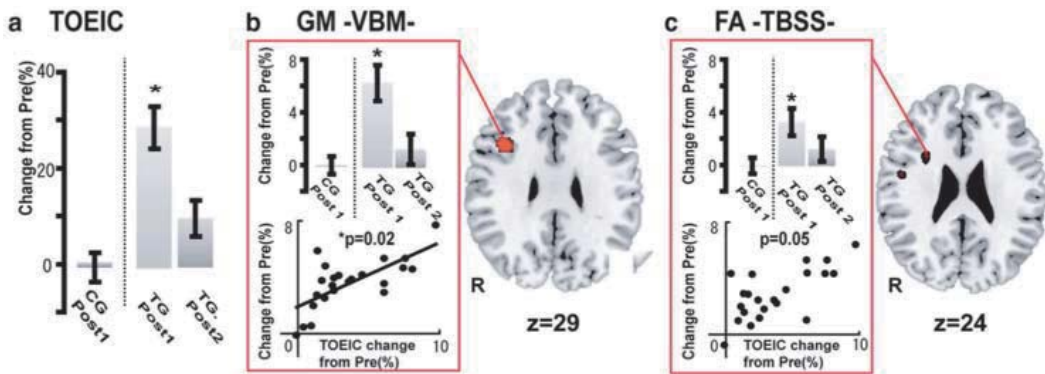 a TOEIC
Change from Pre(%)
40
20
0
*
CG
Post1
TG
Post1
TG.
Post2
b GM -VBM-
Change from Pre(%)
8
4
0
*
CG
Post 1
TG
Post 1
TG
Post 2
Change from Pre(%)
8
*p=0.02
0
10
TOEIC change
from Pre(%)
R
z=29
c FA -TBSS-
Change from Pre(%)
8
4
0
*
CG
Post 1
TG
Post 1
TG
Post 2
Change from Pre(%)
8
p=0.05
0
10
TOEIC change
from Pre(%)
R
z=24